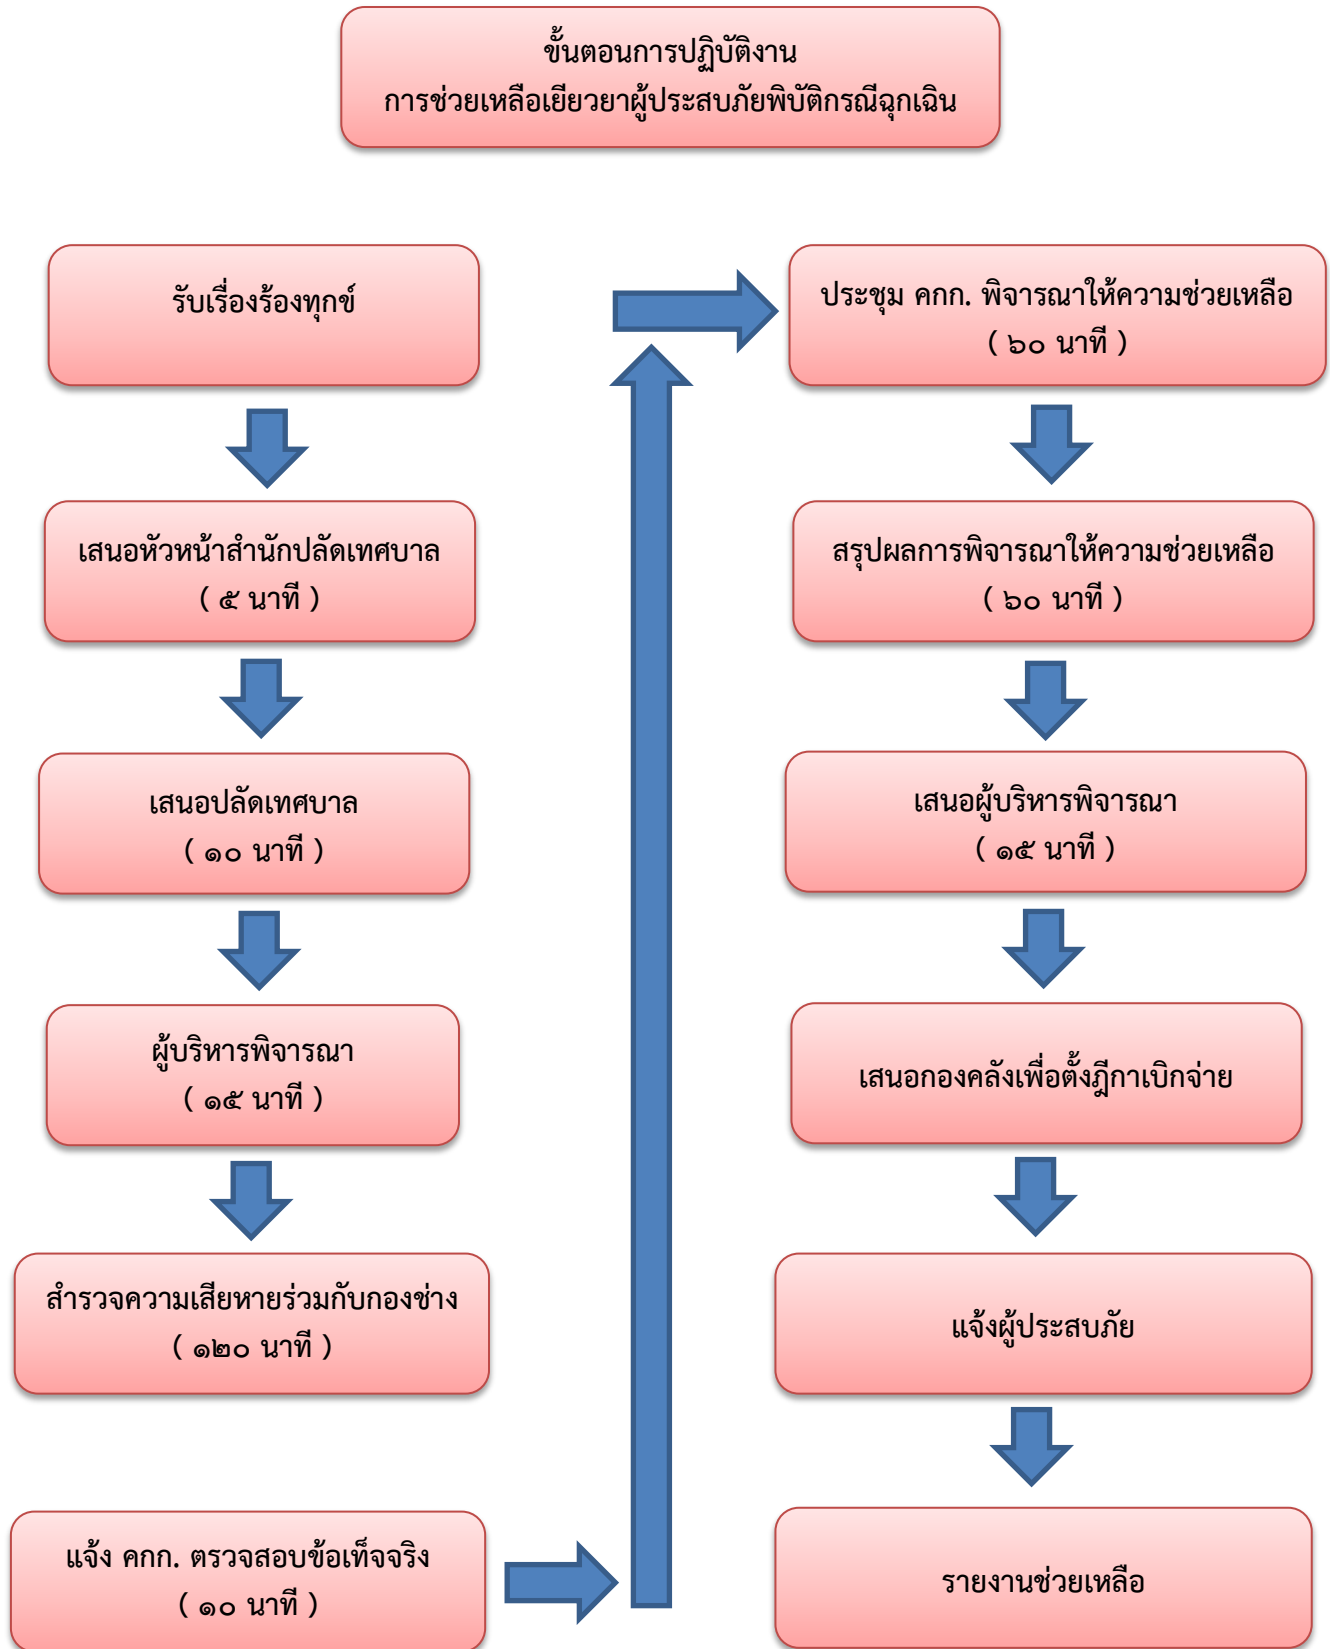 ขั้นตอนการปฏิบัติงาน
การช่วยเหลือเยียวยาผู้ประสบภัยพิบัติกรณีฉุกเฉิน
รับเรื่องร้องทุกข์
เสนอหัวหน้าสำนักปลัดเทศบาล
( ๕ นาที )
เสนอปลัดเทศบาล
( ๑๐ นาที )
ผู้บริหารพิจารณา
( ๑๕ นาที )
สำรวจความเสียหายร่วมกับกองช่าง
( ๑๒๐ นาที )
แจ้ง คกก. ตรวจสอบข้อเท็จจริง
( ๑๐ นาที )
ประชุม คกก. พิจารณาให้ความช่วยเหลือ
( ๖๐ นาที )
สรุปผลการพิจารณาให้ความช่วยเหลือ
( ๖๐ นาที )
เสนอผู้บริหารพิจารณา
( ๑๕ นาที )
เสนอกองคลังเพื่อตั้งฎีกาเบิกจ่าย
แจ้งผู้ประสบภัย
รายงานช่วยเหลือ